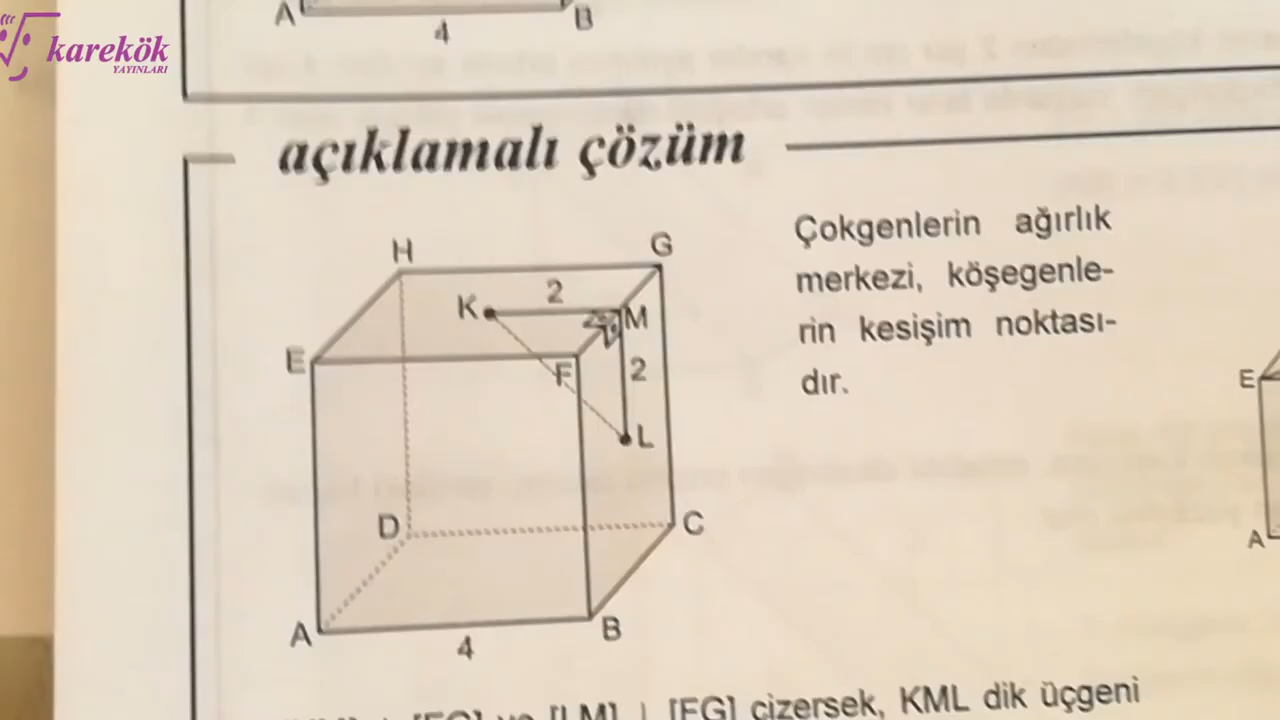 karekök
YAYINLARI
A
4
B
açıklamalı çözüm
H
G
K
2
M
E
F
2
L
D
C
A
4
B
Çokgenlerin ağırlık
merkezi, köşegenle-
rin kesişim noktası-
dır.
E
A
[FG] ve [LM] ⊥ [FG] çizersek, KML dik üçgeni